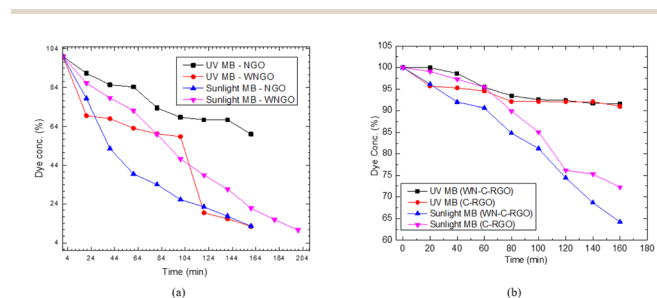 104
84
64
44
24
4
Dye conc. (%)
UV MB - NGO
UV MB - WNGO
Sunlight MB - NGO
Sunlight MB - WNGO
4 24 44 64 84 104 124 144 164 184 204
Time (min)
(a)
105
100
95
90
85
80
75
70
65
60
Dye conc. (%)
UV MB (WN-C-RGO)
UV MB (C-RGO)
Sunlight MB (WN-C-RGO)
Sunlight MB (C-RGO)
0 20 40 60 80 100 120 140 160 180
Time (min)
(b)